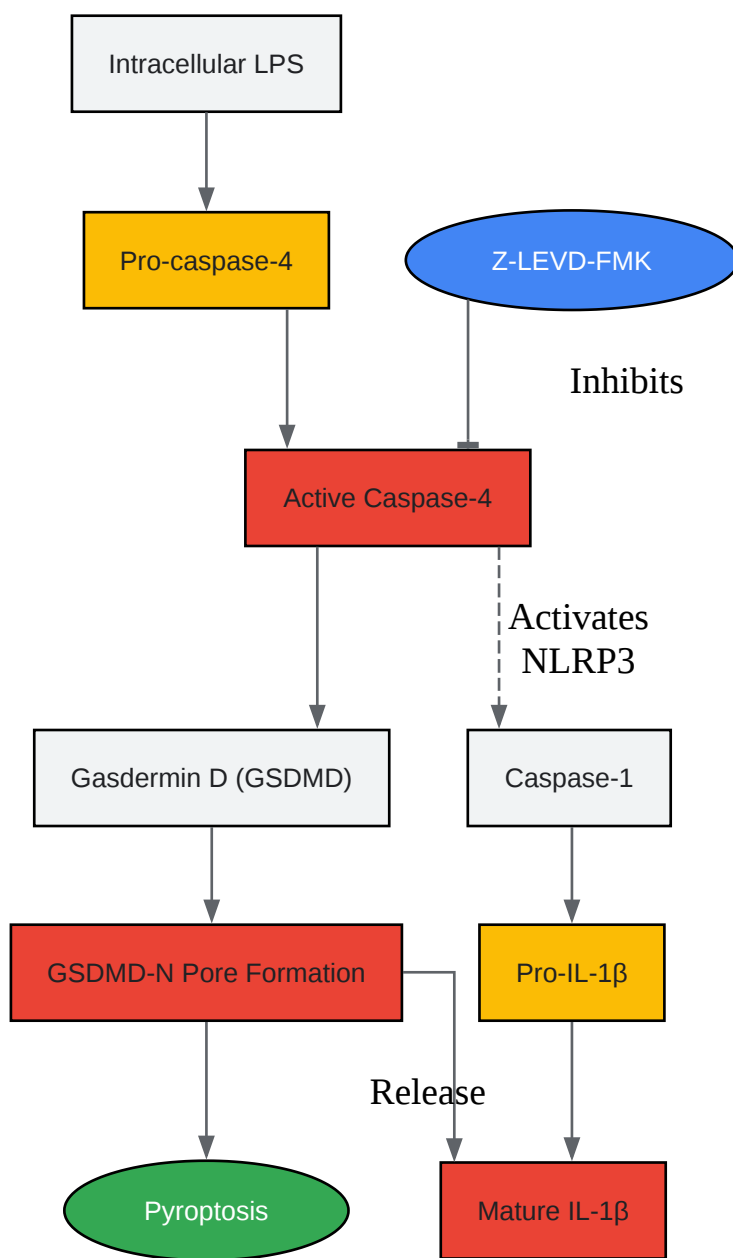 Intracellular LPS
Pro-caspase-4
Z-LEVD-FMK
Inhibits
Active Caspase-4
Activates
NLRP3
Gasdermin D (GSDMD)
Caspase-1
GSDMD-N Pore Formation
Pro-IL-1β
Release
Pyroptosis
Mature IL-1β